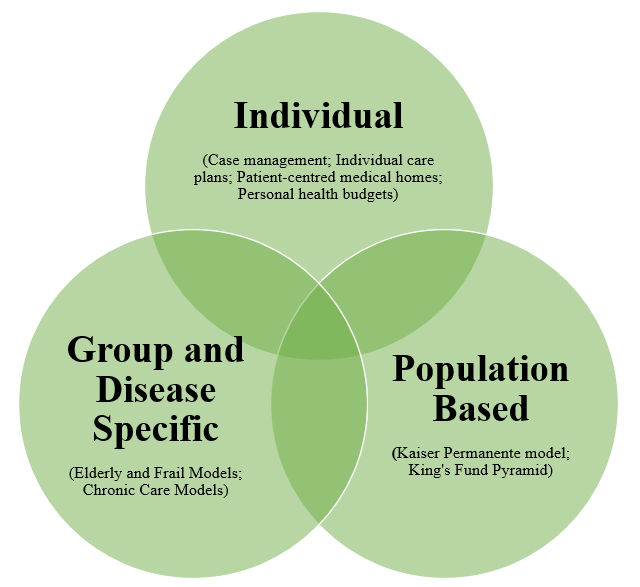 Individual
(Case management; Individual care
plans; Patient-centred medical homes;
Personal health budgets)
Group and
Disease
Specific
(Elderly and Frail Models;
Chronic Care Models)
Population
Based
(Kaiser Permanente model;
King's Fund Pyramid)